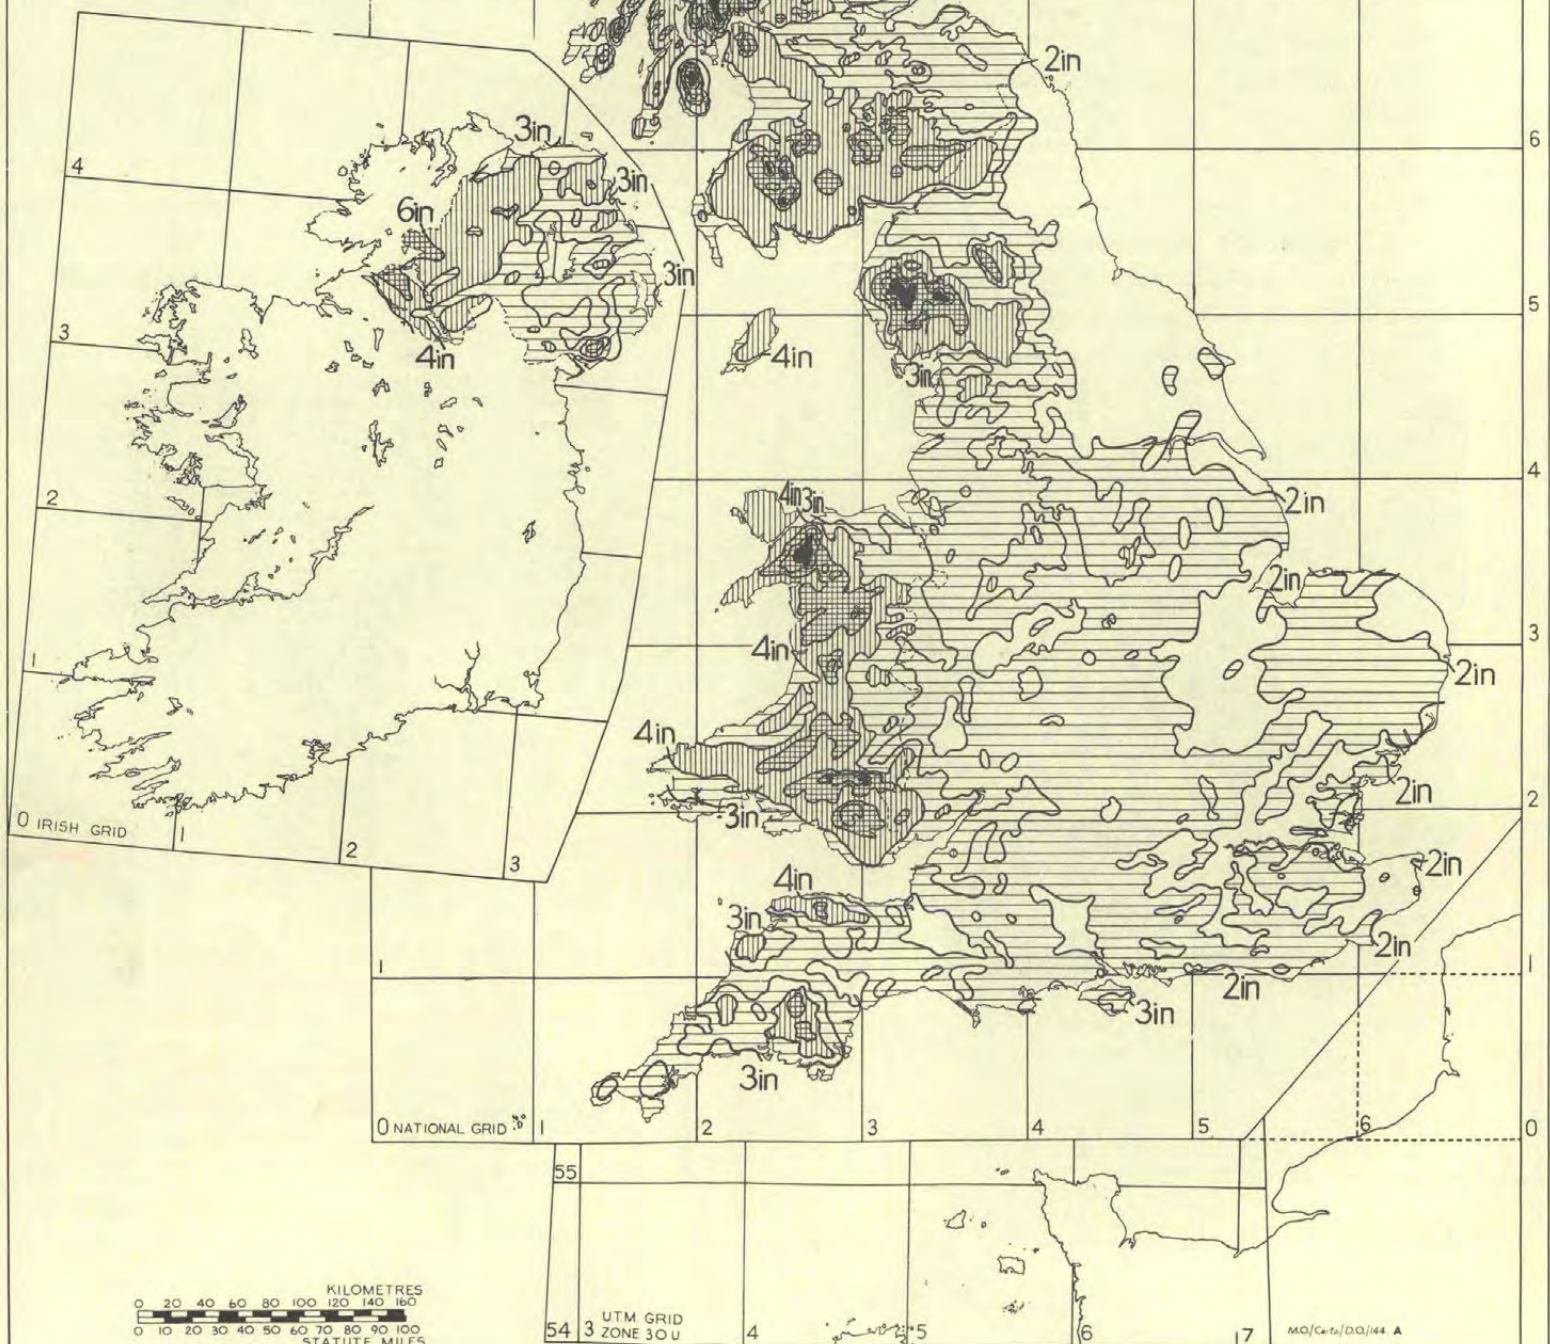 2in
6
3in
4
3in
6in
3in
5
3
4in
4in
3in
4
2
4in
3in
2in
2in
4in
3
1
2in
4in
2in
3in
2
0 IRISH GRID
1
2
3
4in
2in
3in
2in
1
1
2in
3in
3in
0 NATIONAL GRID
1
2
3
4
5
6
0
55
KILOMETRES
0 20 40 60 80 100 120 140 160
0 10 20 30 40 50 60 70 80 90 100
STATUTE MILES
UTM GRID
54 3 ZONE 30 U
4
5
6
7
M.O./Carto/D.O./144 A